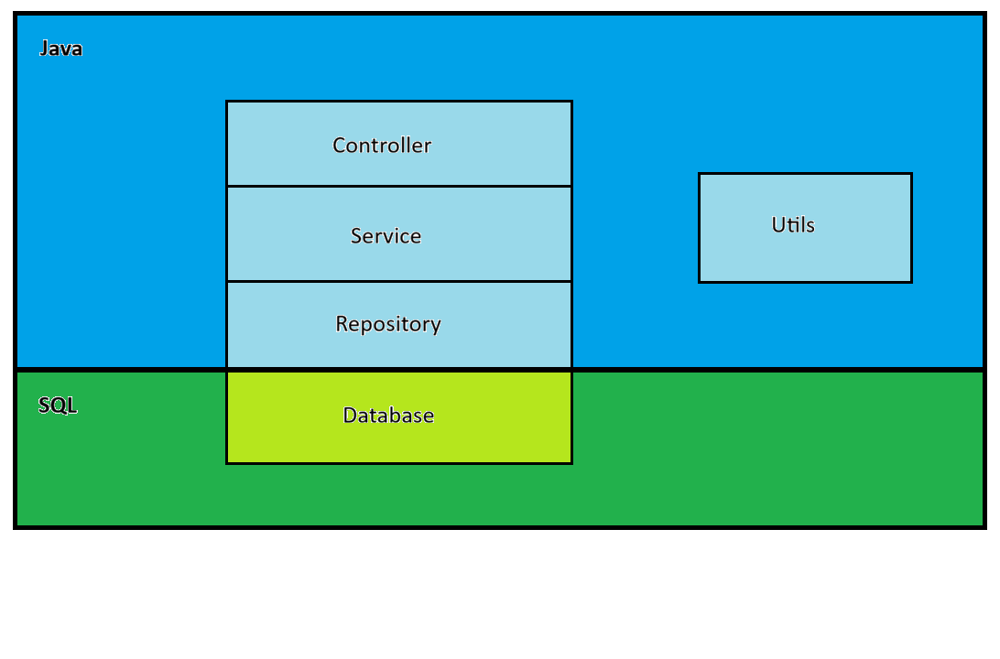 Java
Controller
Service
Utils
Repository
SQL
Database